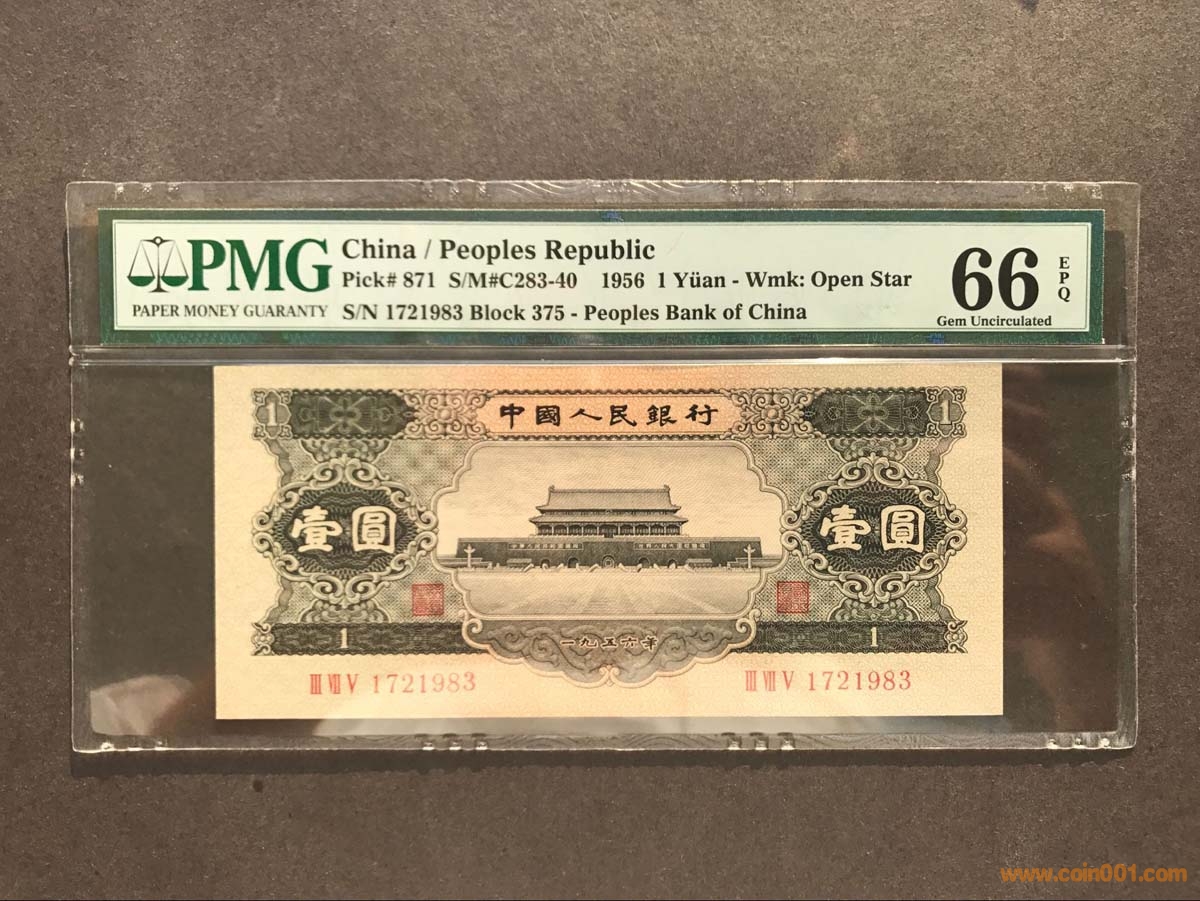 PMG
PAPER MONEY GUARANTY
China / Peoples Republic
Pick# 871 S/M#C283-40 1956 1 Yüan - Wmk: Open Star
S/N 1721983 Block 375 - Peoples Bank of China
66 EPQ
Gem Uncirculated
1 中國人民銀行 1
壹圓 壹圓
1 一九五六年 1
ⅢⅦⅤ 1721983 ⅢⅦⅤ 1721983
www.coin001.com